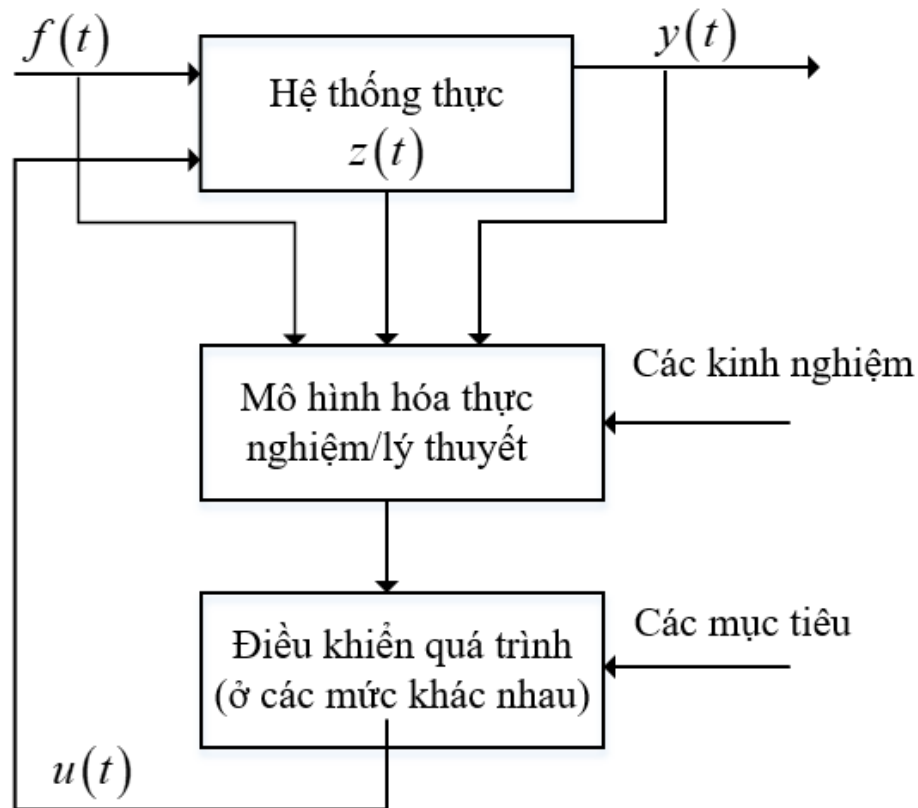 f(t)
y(t)
Hệ thống thực
z(t)
Các kinh nghiệm
Mô hình hóa thực
nghiệm/lý thuyết
Các mục tiêu
Điều khiển quá trình
(ở các mức khác nhau)
u(t)